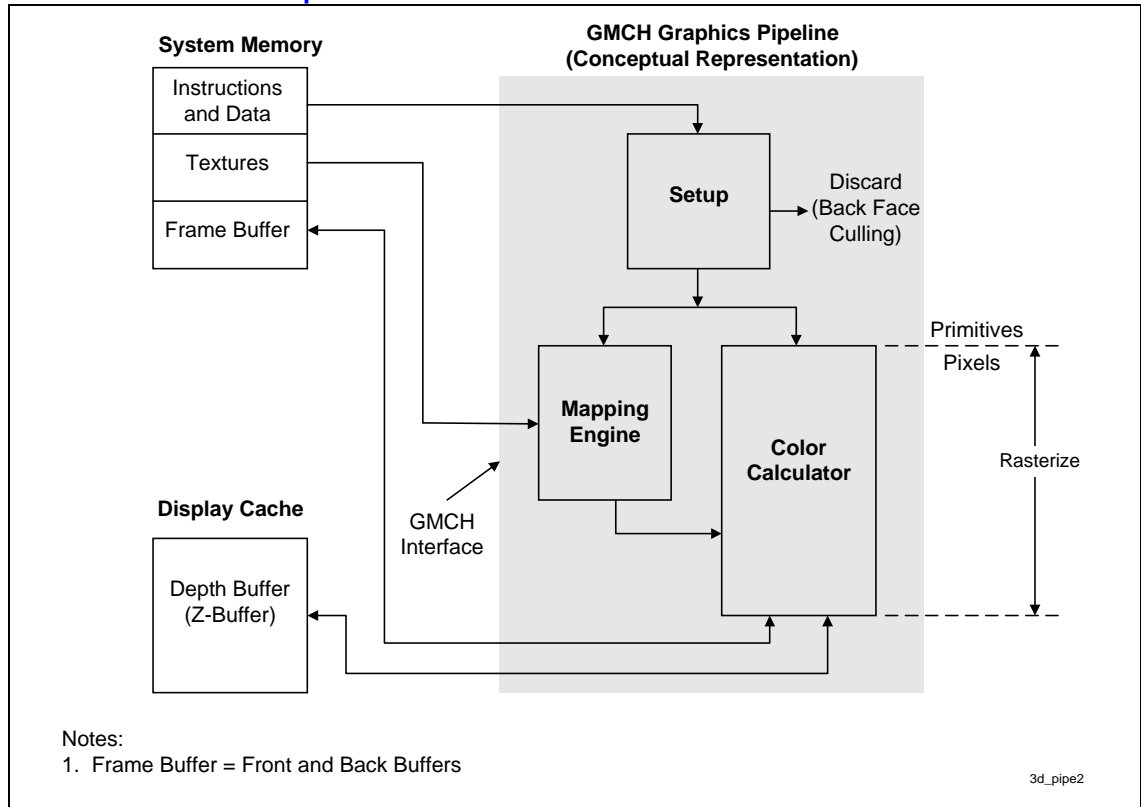 System Memory
GMCH Graphics Pipeline
(Conceptual Representation)
Instructions
and Data
Textures
Frame Buffer
Setup
Discard
(Back Face
Culling)
Primitives
Pixels
Mapping
Engine
Color
Calculator
Rasterize
GMCH
Interface
Display Cache
Depth Buffer
(Z-Buffer)
Notes:
1. Frame Buffer = Front and Back Buffers
3d_pipe2